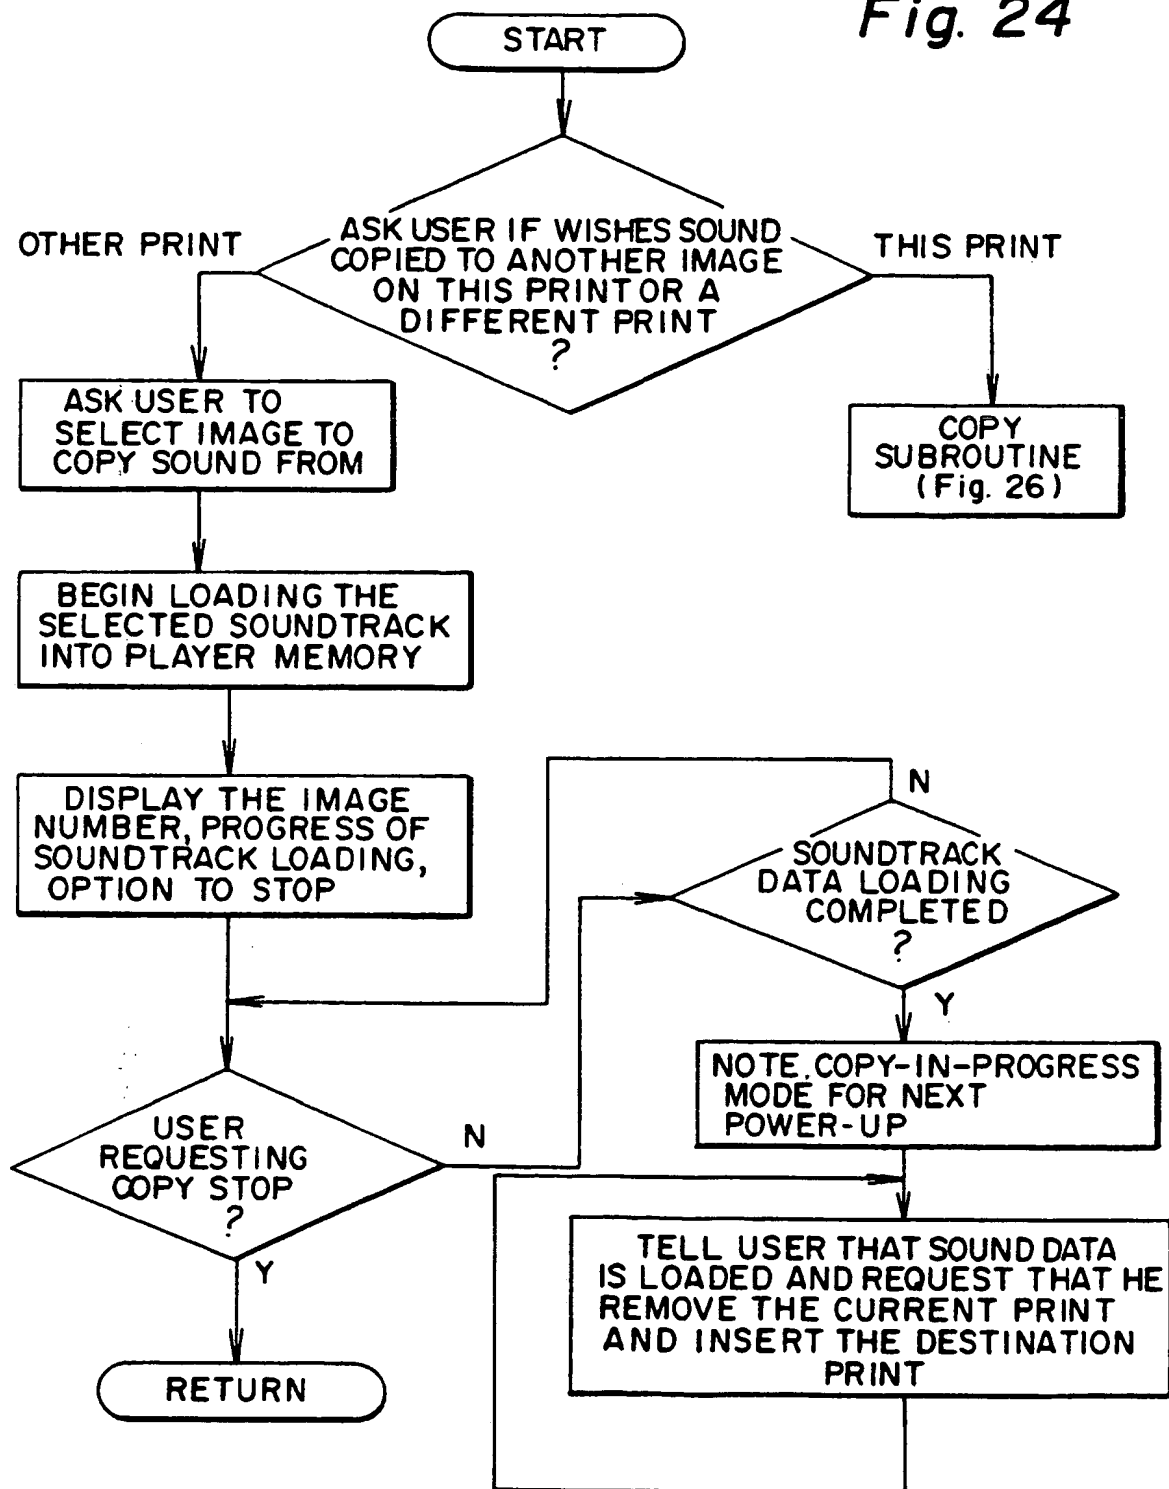 Fig. 24
START
ASK USER IF WISHES SOUND
COPIED TO ANOTHER IMAGE
ON THIS PRINT OR A
DIFFERENT PRINT
?
OTHER PRINT
THIS PRINT
ASK USER TO
SELECT IMAGE TO
COPY SOUND FROM
COPY
SUBROUTINE
(Fig. 26)
BEGIN LOADING THE
SELECTED SOUNDTRACK
INTO PLAYER MEMORY
DISPLAY THE IMAGE
NUMBER, PROGRESS OF
SOUNDTRACK LOADING,
OPTION TO STOP
N
SOUNDTRACK
DATA LOADING
COMPLETED
?
Y
NOTE COPY-IN-PROGRESS
MODE FOR NEXT
POWER-UP
USER
REQUESTING
COPY STOP
?
N
Y
TELL USER THAT SOUND DATA
IS LOADED AND REQUEST THAT HE
REMOVE THE CURRENT PRINT
AND INSERT THE DESTINATION
PRINT
RETURN